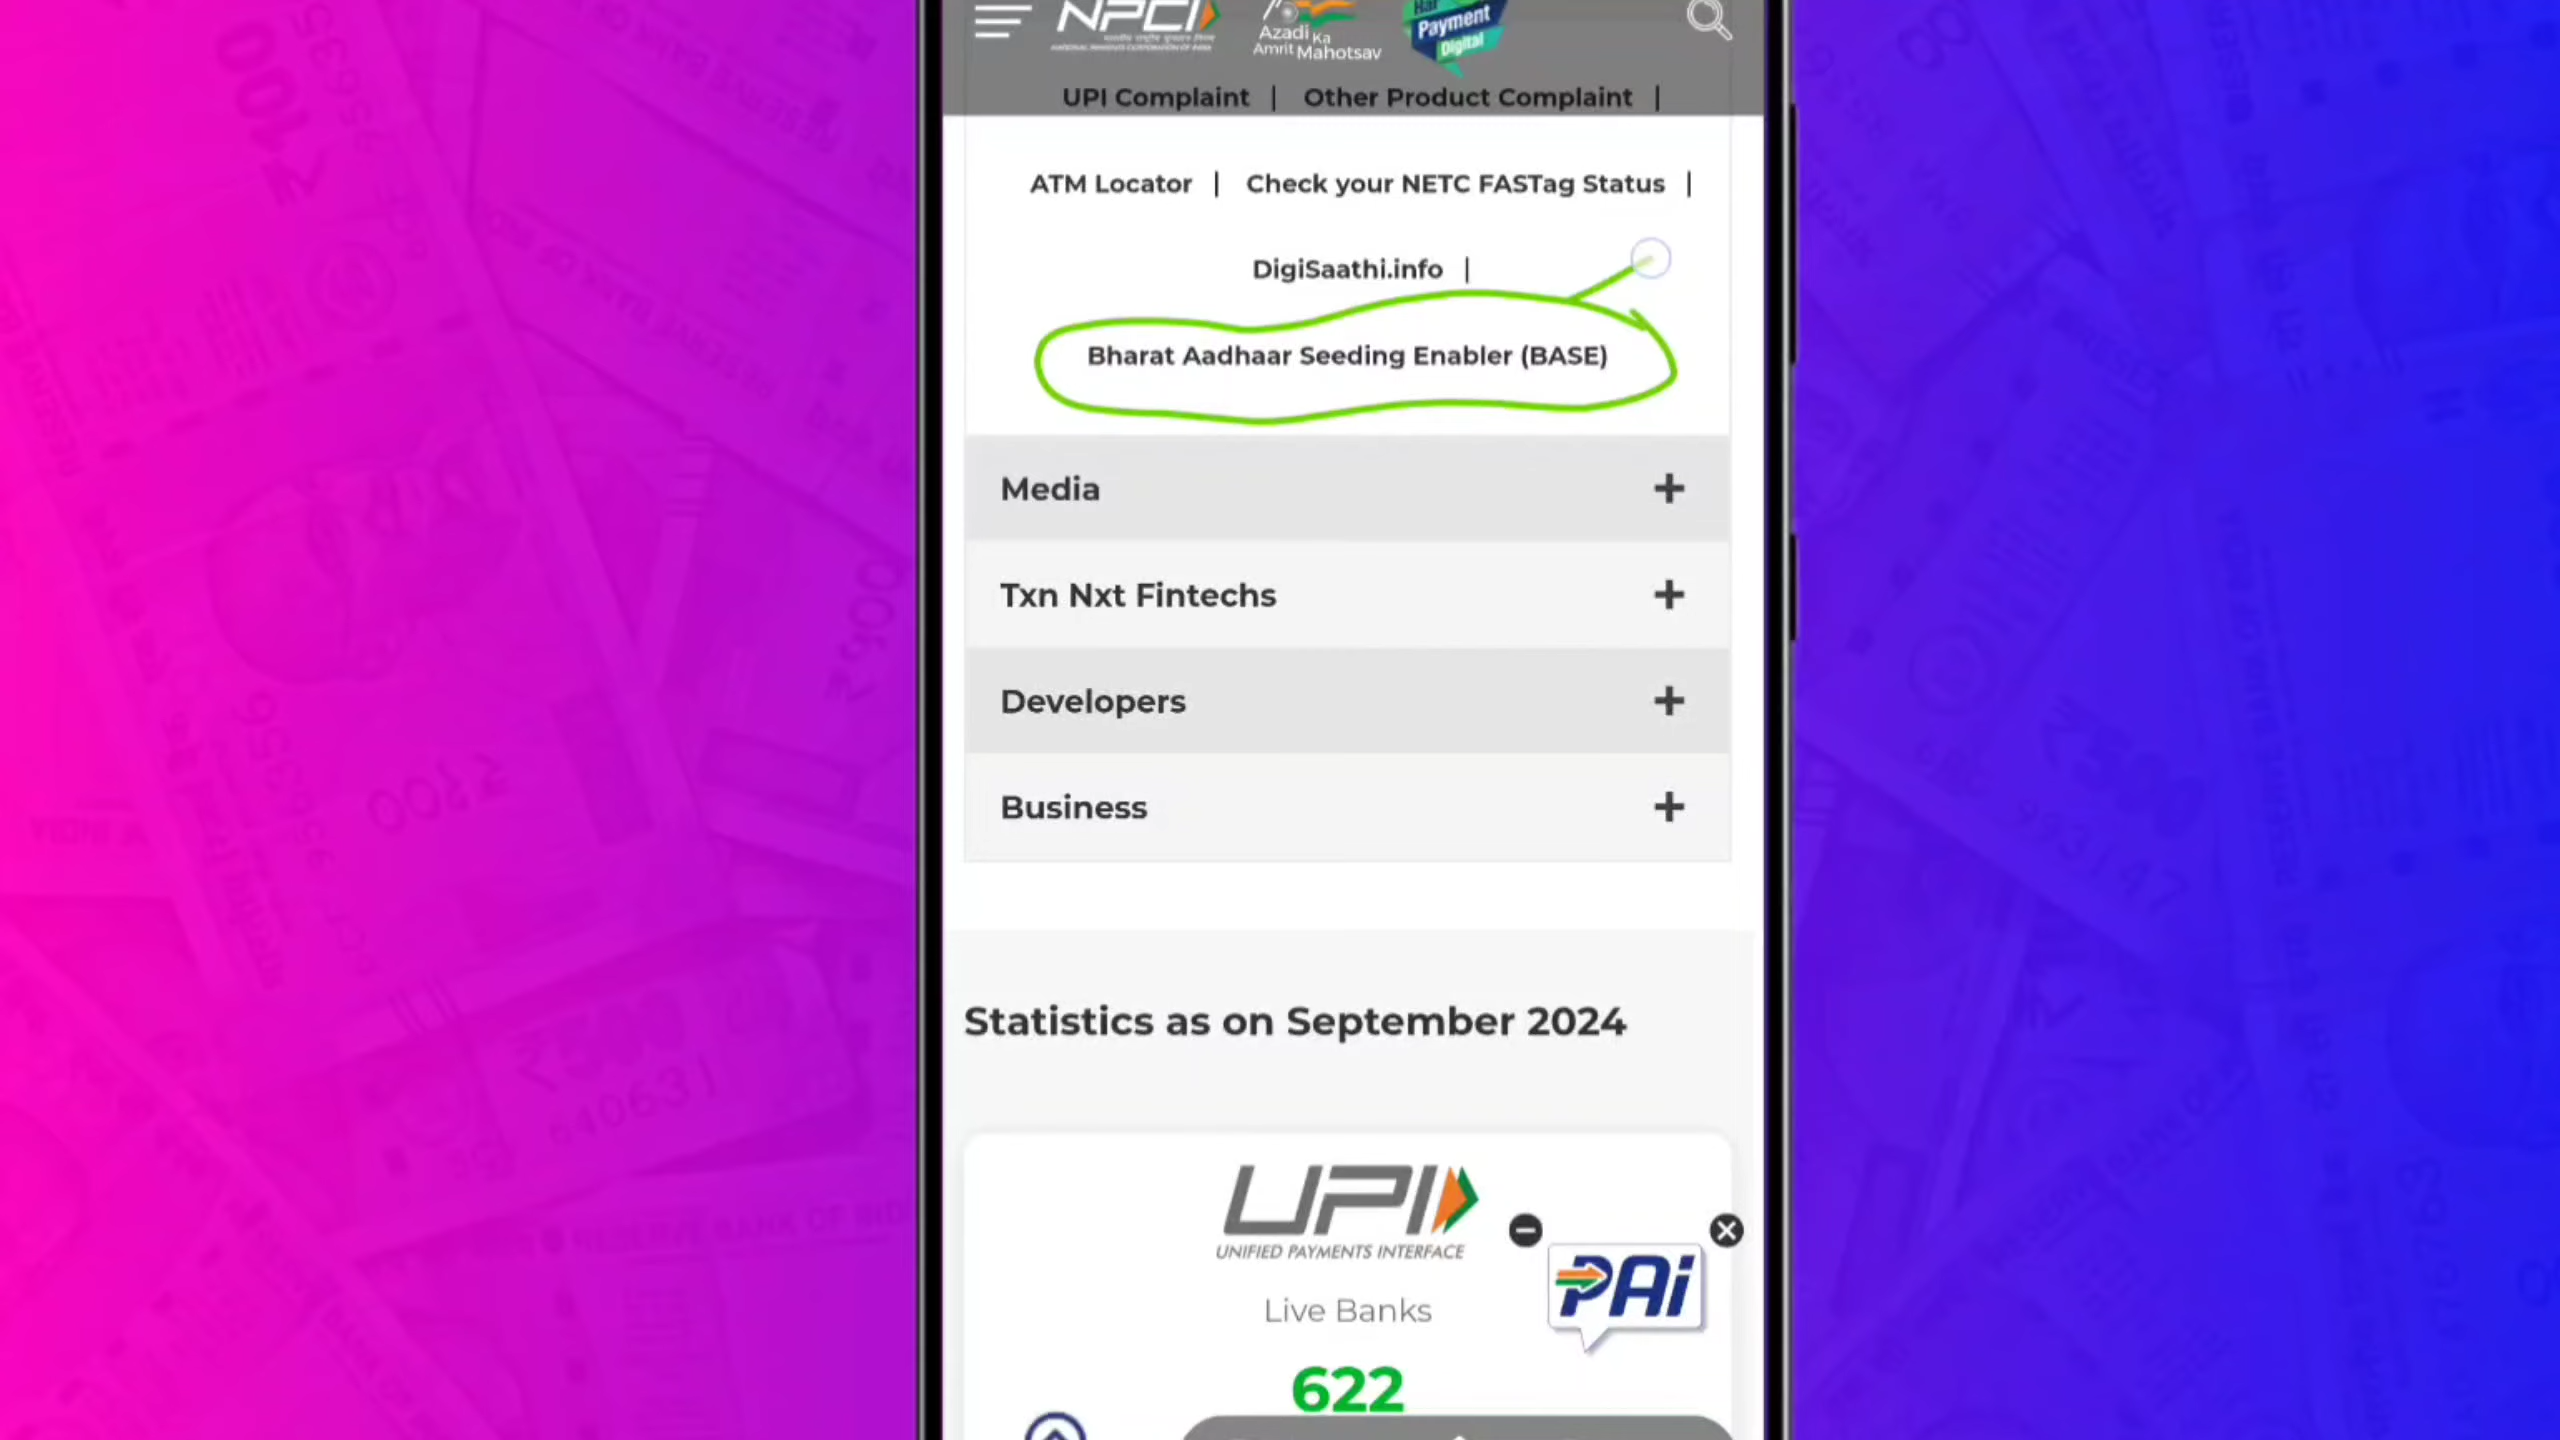 NPCI
Azadi Ka
Amrit Mahotsav
Har
Payment
Digital
UPI Complaint | Other Product Complaint |
ATM Locator | Check your NETC FASTag Status |
DigiSaathi.info |
Bharat Aadhaar Seeding Enabler (BASE)
Media +
Txn Nxt Fintechs +
Developers +
Business +
Statistics as on September 2024
UPI
UNIFIED PAYMENTS INTERFACE
PAi
Live Banks
622